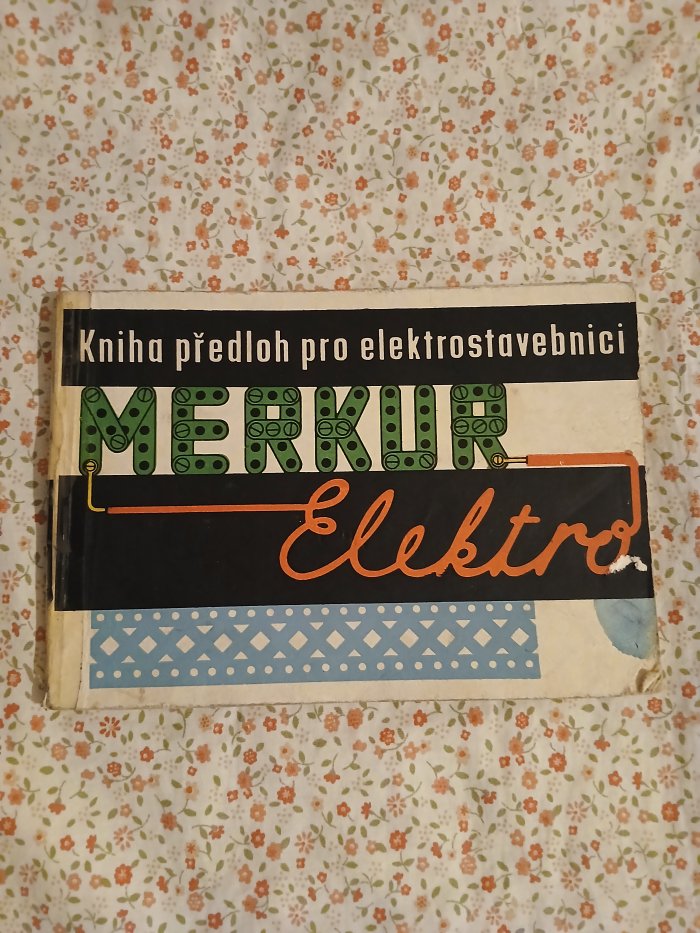 Kniha předloh pro elektrostavebnici
MERKUR
Elektro